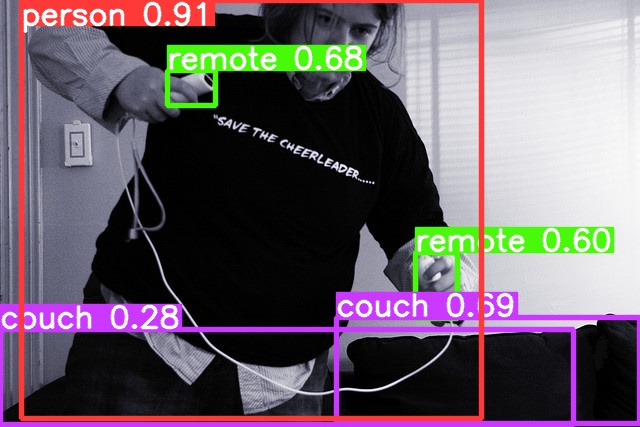 person 0.91
remote 0.68
"SAVE THE CHEERLEADER......
remote 0.60
couch 0.69
couch 0.28